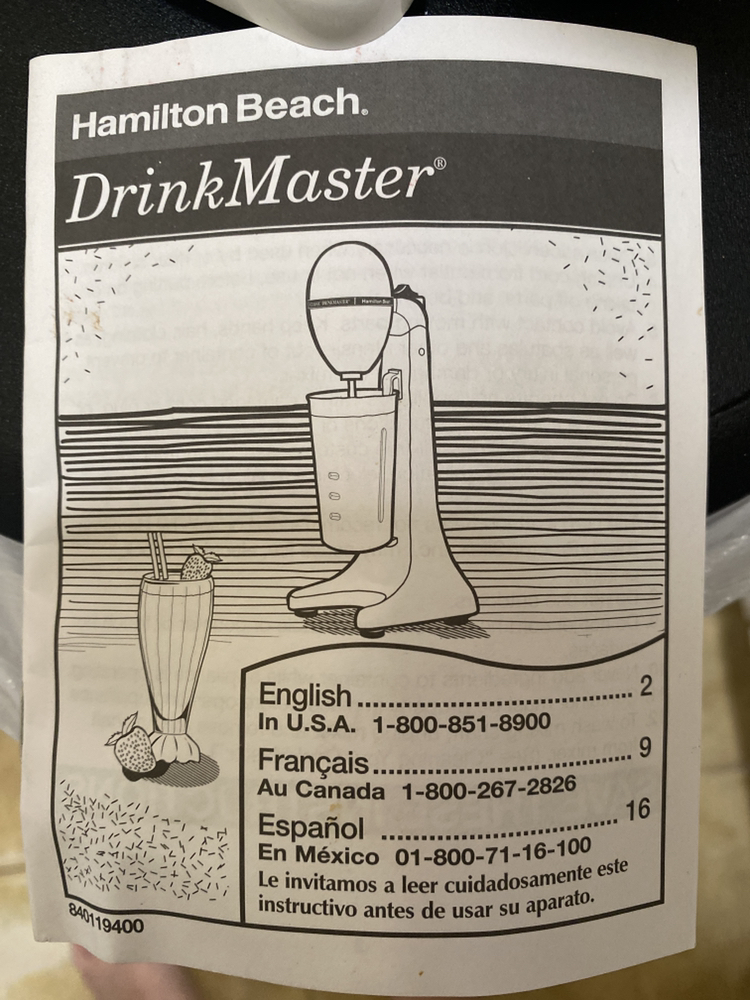 Hamilton Beach®
DrinkMaster®
English ........................................ 2
In U.S.A. 1-800-851-8900
Français ........................................ 9
Au Canada 1-800-267-2826
Español ........................................ 16
En México 01-800-71-16-100
Le invitamos a leer cuidadosamente este
instructivo antes de usar su aparato.
840119400